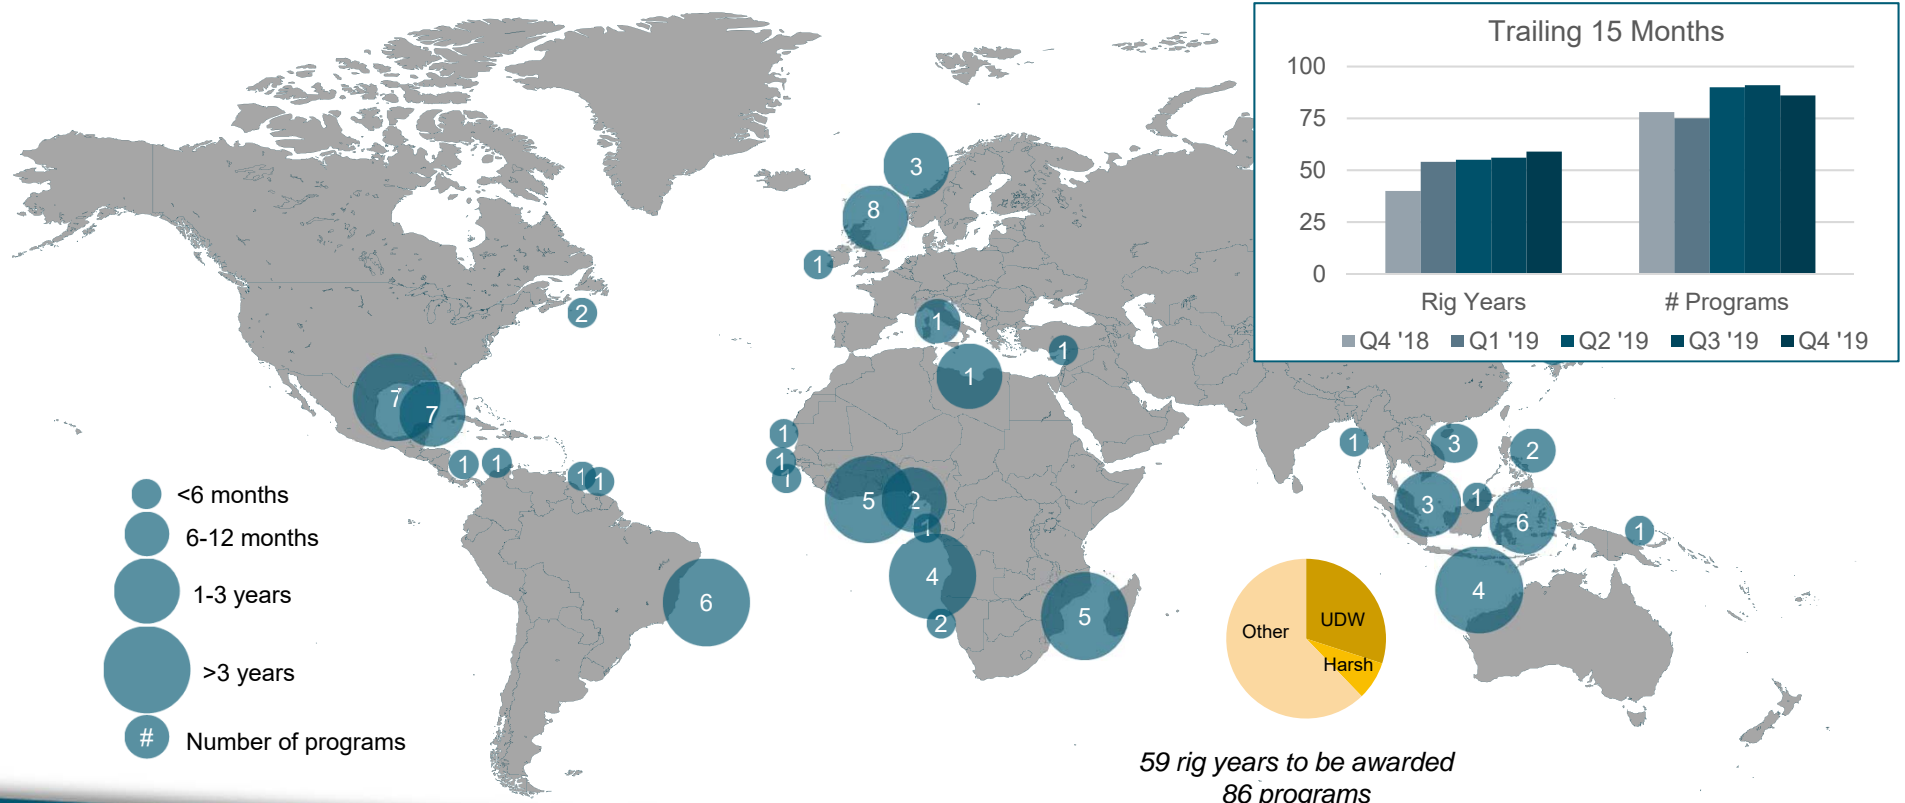 Trailing 15 Months
100
75
50
25
0
Rig Years
# Programs
Q4 '18
Q1 '19
Q2 '19
Q3 '19
Q4 '19
3
8
1
2
1
1
1
7
7
1
1
1
1
1
1
1
5
2
1
4
2
5
6
1
3
2
3
1
6
1
4
<6 months
6-12 months
1-3 years
>3 years
# Number of programs
UDW
Other
Harsh
59 rig years to be awarded
86 programs